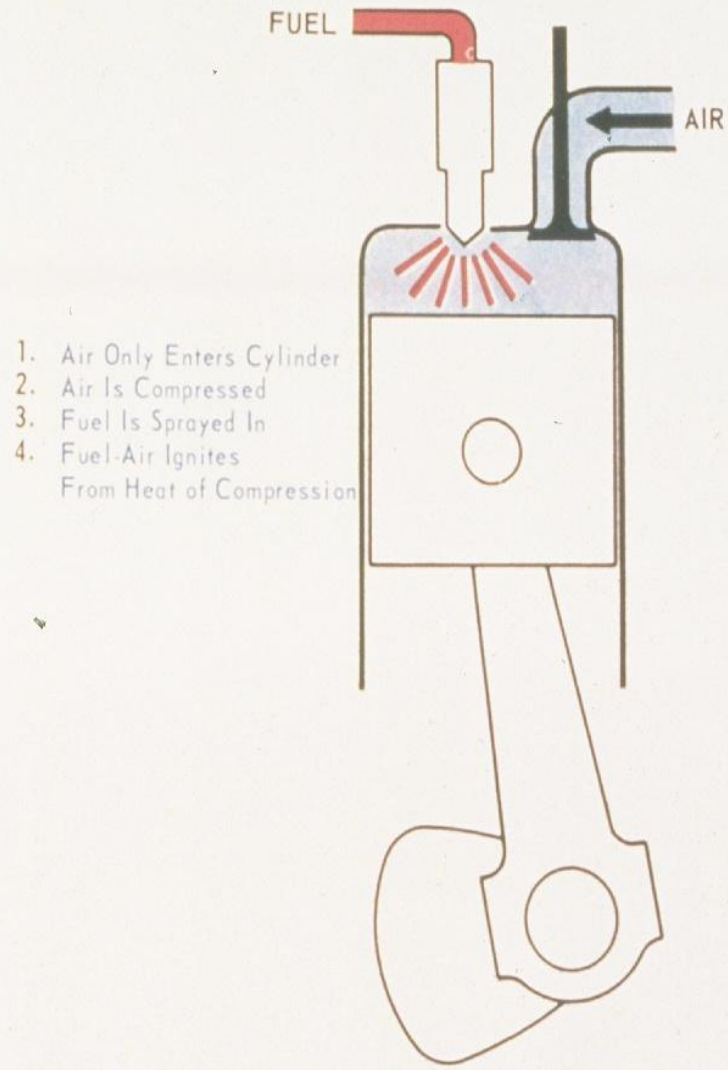 FUEL
AIR
1. Air Only Enters Cylinder
2. Air Is Compressed
3. Fuel Is Sprayed In
4. Fuel-Air Ignites
From Heat of Compression